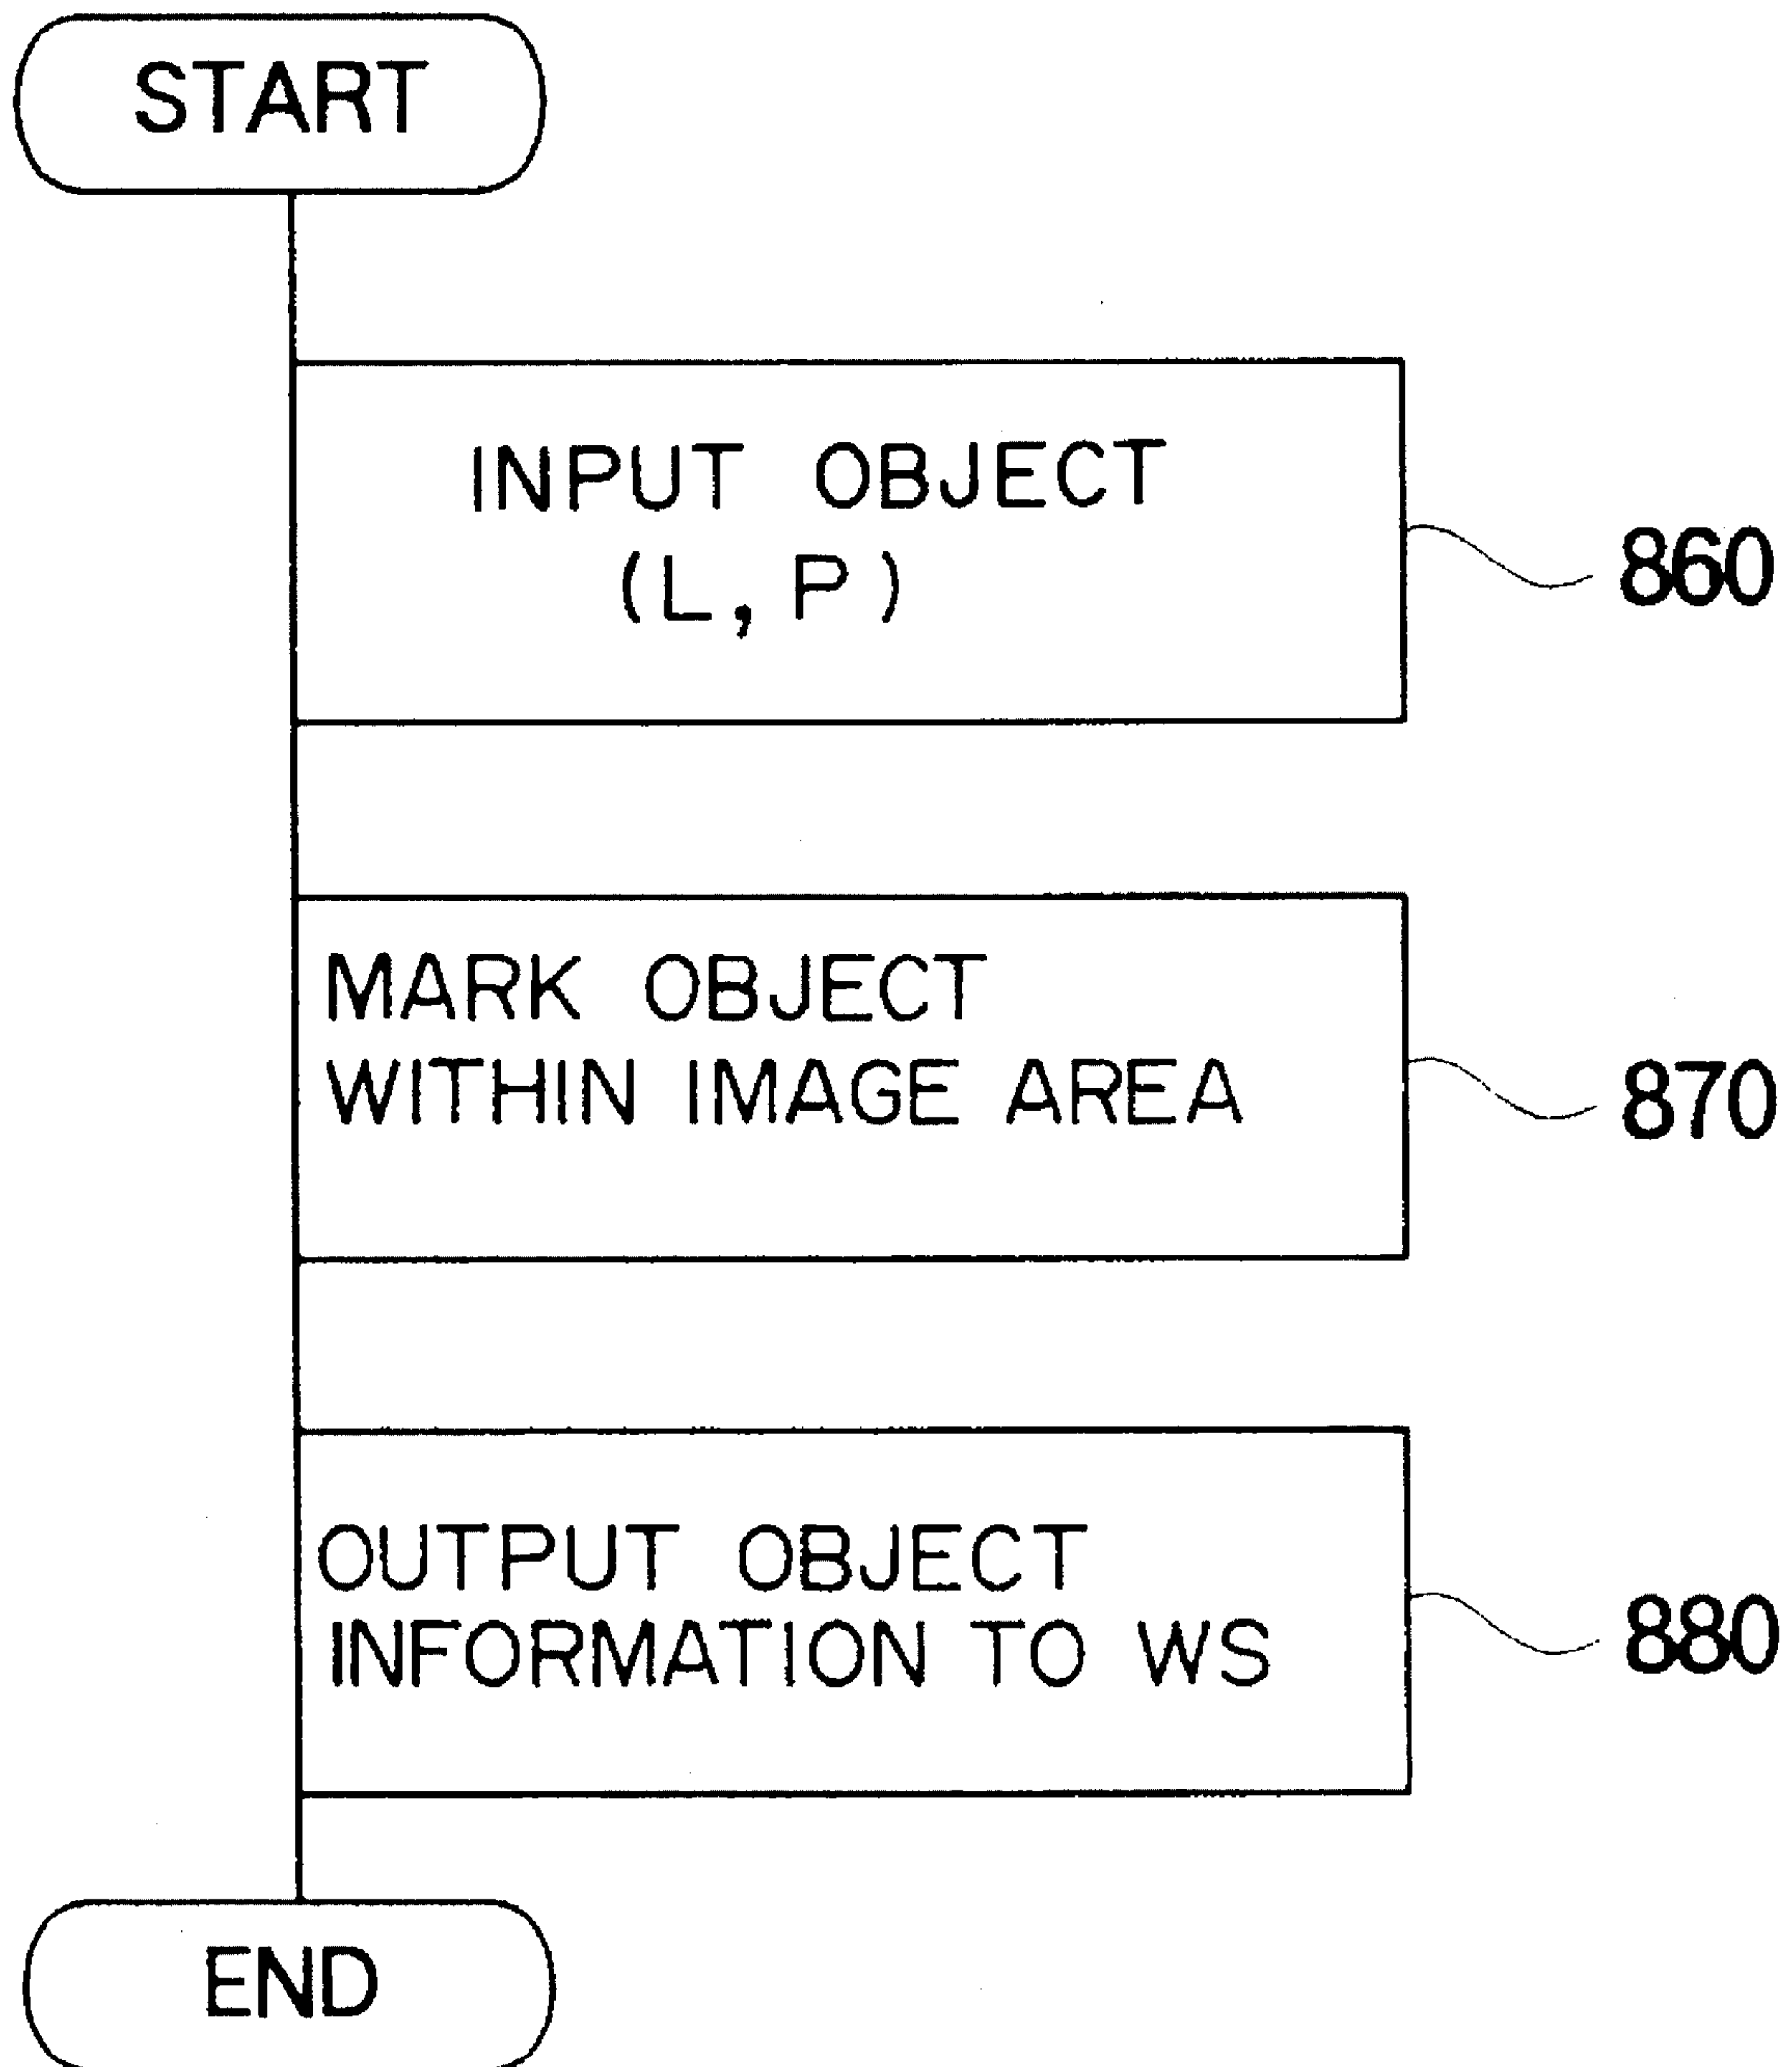 START
INPUT OBJECT
(L, P)
860
MARK OBJECT
WITHIN IMAGE AREA
870
OUTPUT OBJECT
INFORMATION TO WS
880
END